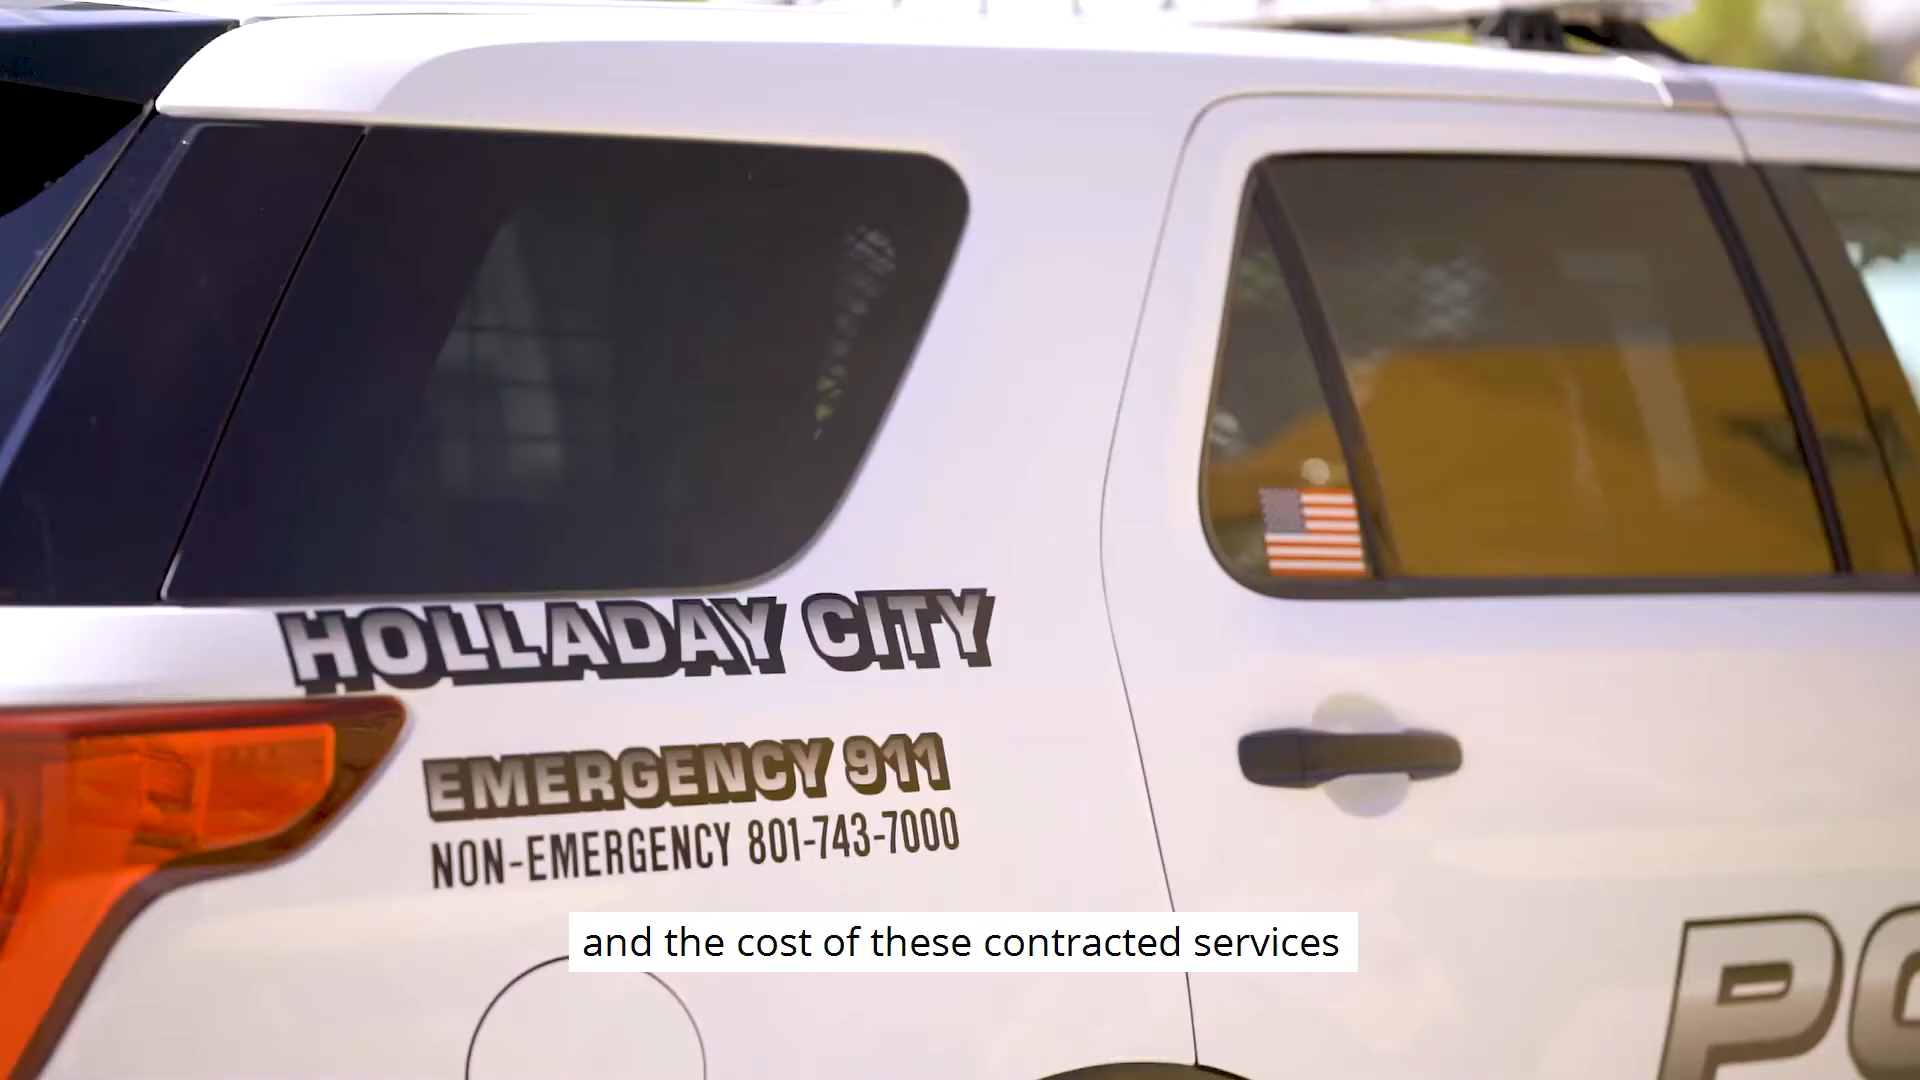 HOLLADAY CITY
EMERGENCY 911
NON-EMERGENCY 801-743-7000
and the cost of these contracted services